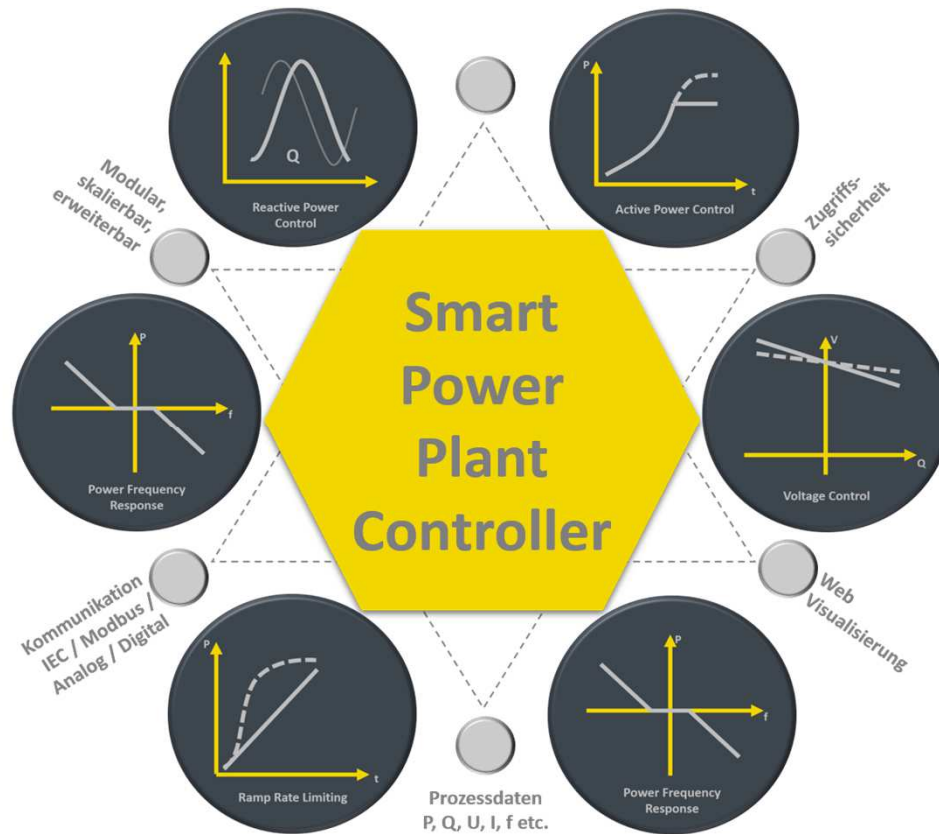 Q
Reactive Power
Control
P
t
Active Power Control
Modular,
skalierbar,
erweiterbar
Zugriffs-
sicherheit
Smart
Power
Plant
Controller
P
f
Power Frequency
Response
V
Q
Voltage Control
Kommunikation
IEC / Modbus /
Analog / Digital
Web
Visualisierung
P
t
Ramp Rate Limiting
Prozessdaten
P, Q, U, I, f etc.
P
f
Power Frequency
Response